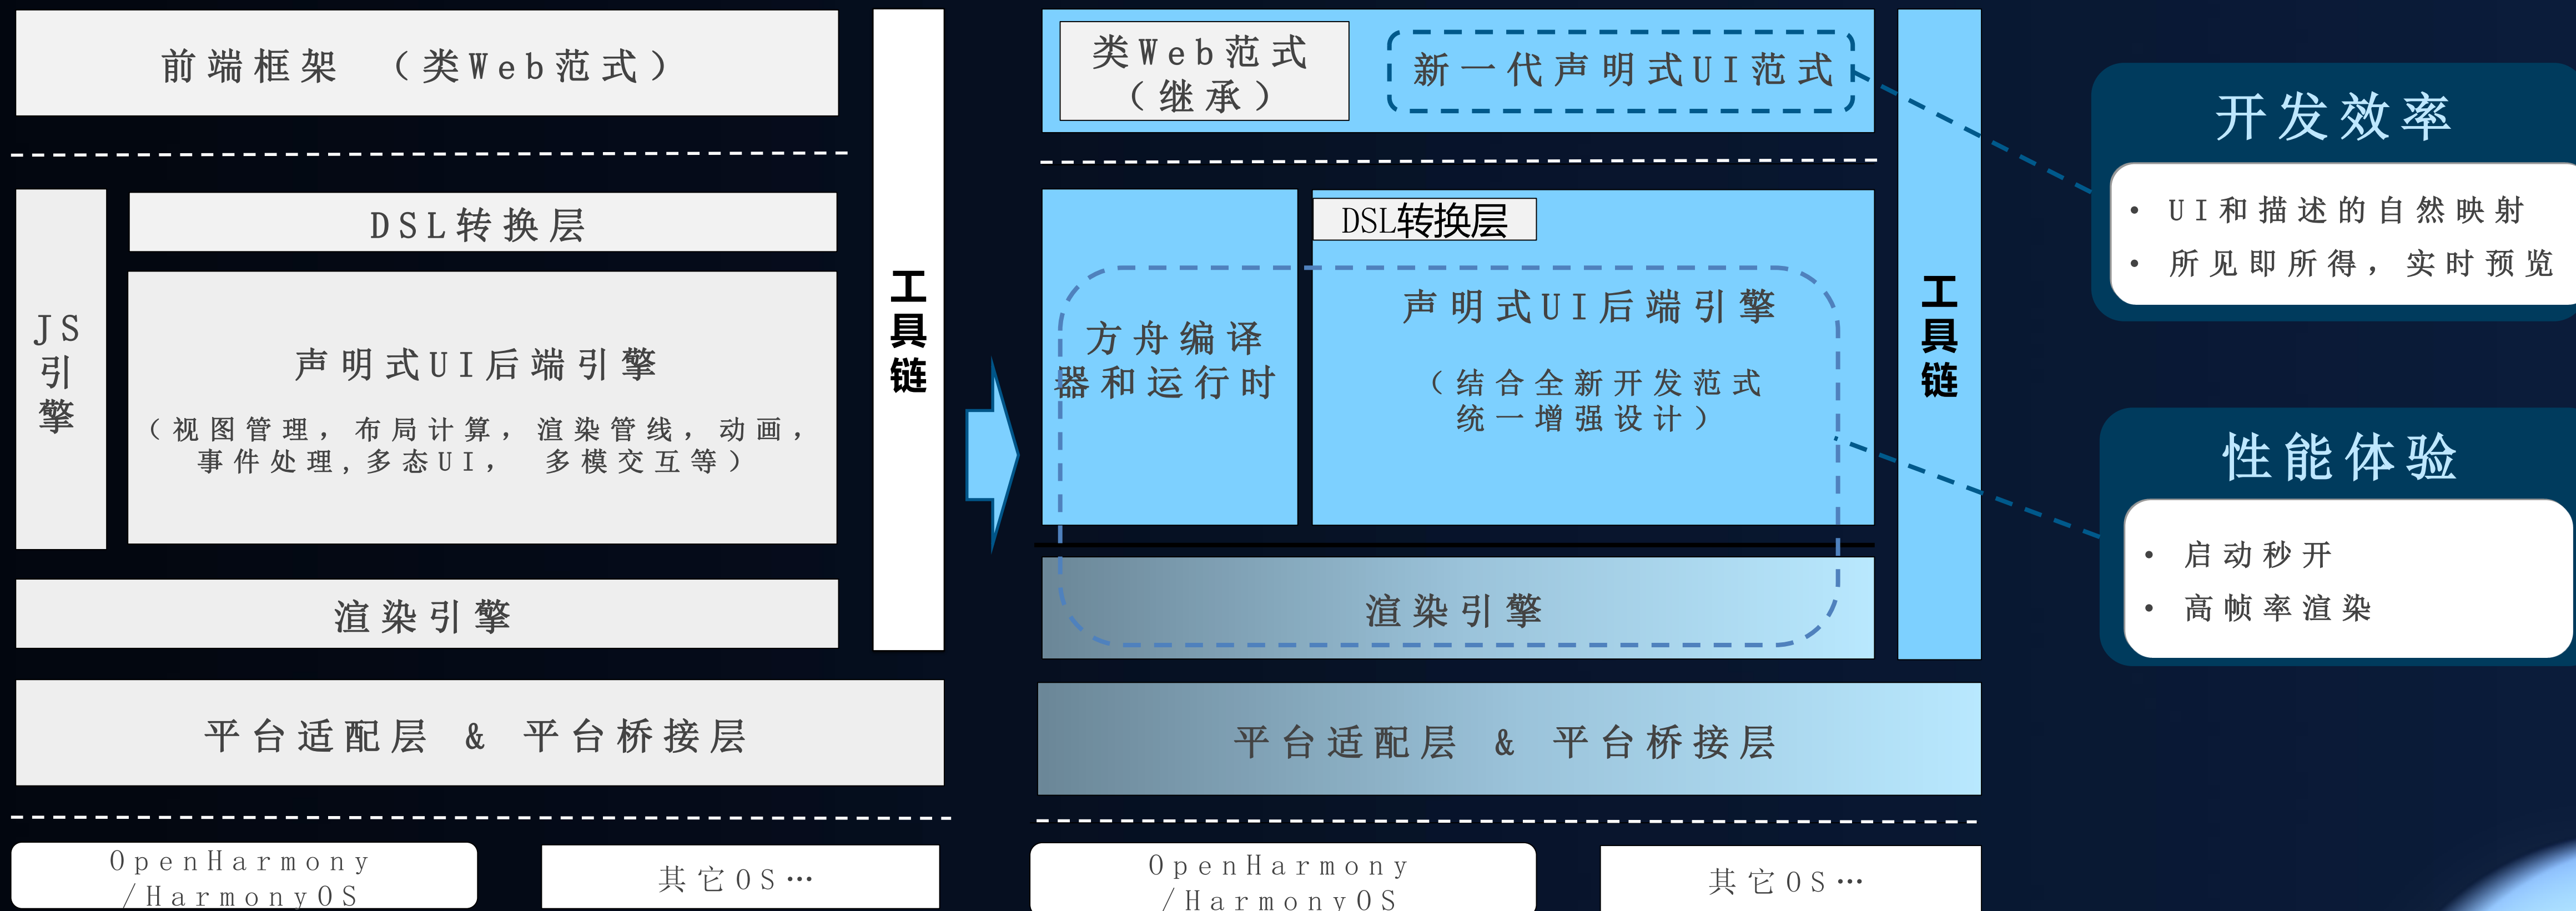 前端框架 （类Web范式）
DSL转换层
JS
引
擎
声明式UI后端引擎
（视图管理，布局计算，渲染管线，动画，
事件处理,多态UI， 多模交互等）
渲染引擎
工
具
链
平台适配层 & 平台桥接层
OpenHarmony
/HarmonyOS
其它OS…
类Web范式
（继承）
新一代声明式UI范式
方舟编译
器和运行时
DSL转换层
声明式UI后端引擎
（结合全新开发范式
统一增强设计）
渲染引擎
工
具
链
平台适配层 & 平台桥接层
OpenHarmony
/HarmonyOS
其它OS…
开发效率
• UI和描述的自然映射
• 所见即所得，实时预览
性能体验
• 启动秒开
• 高帧率渲染